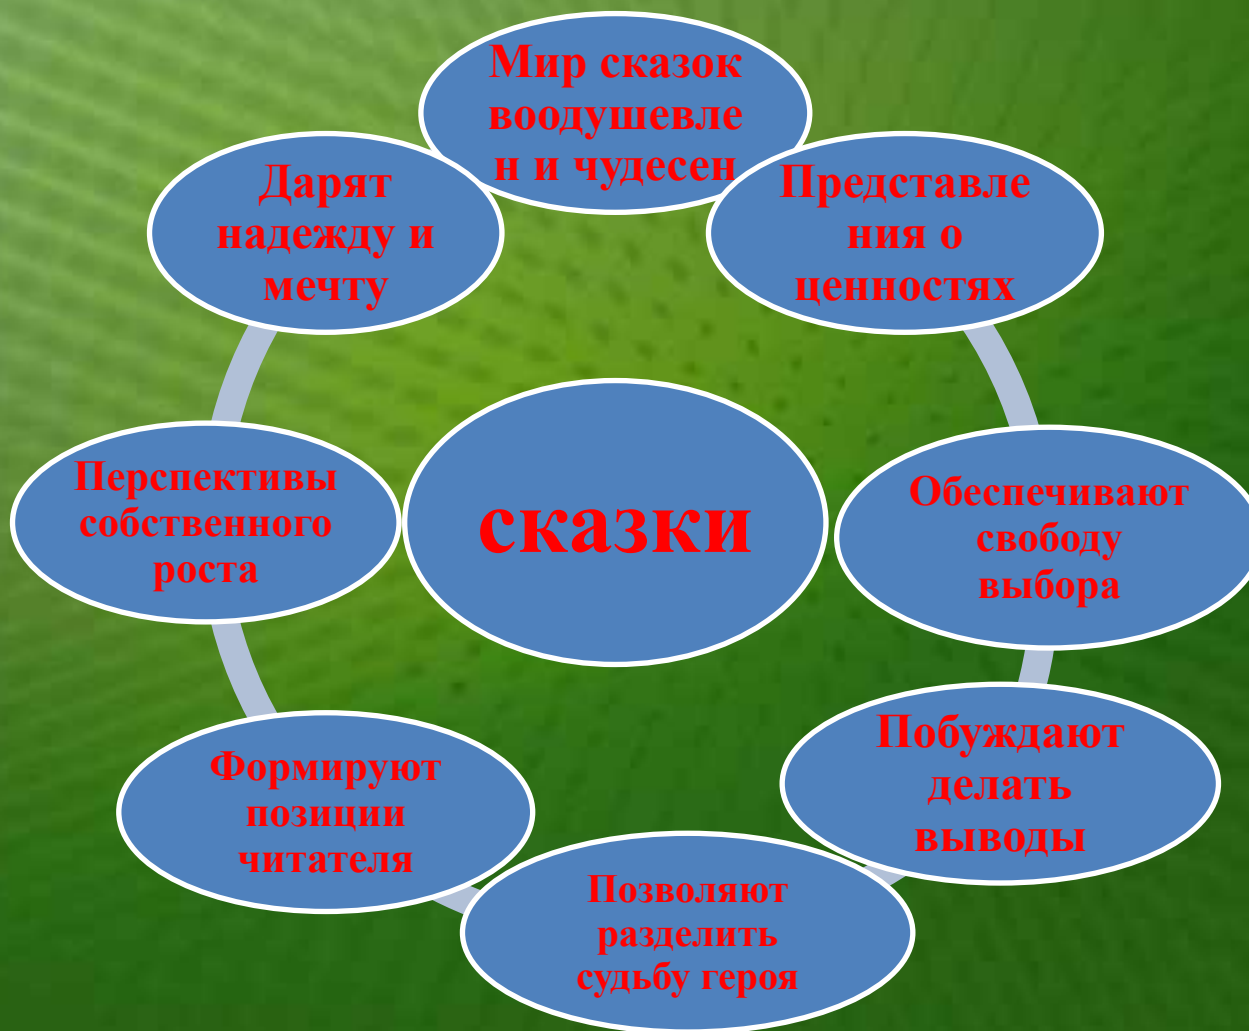 Мир сказок
воодушевле
н и чудесен
Представле
ния о
ценностях
Обеспечивают
свободу
выбора
Побуждают
делать
выводы
Позволяют
разделить
судьбу героя
Формируют
позиции
читателя
Перспективы
собственного
роста
Дарят
надежду и
мечту
сказки